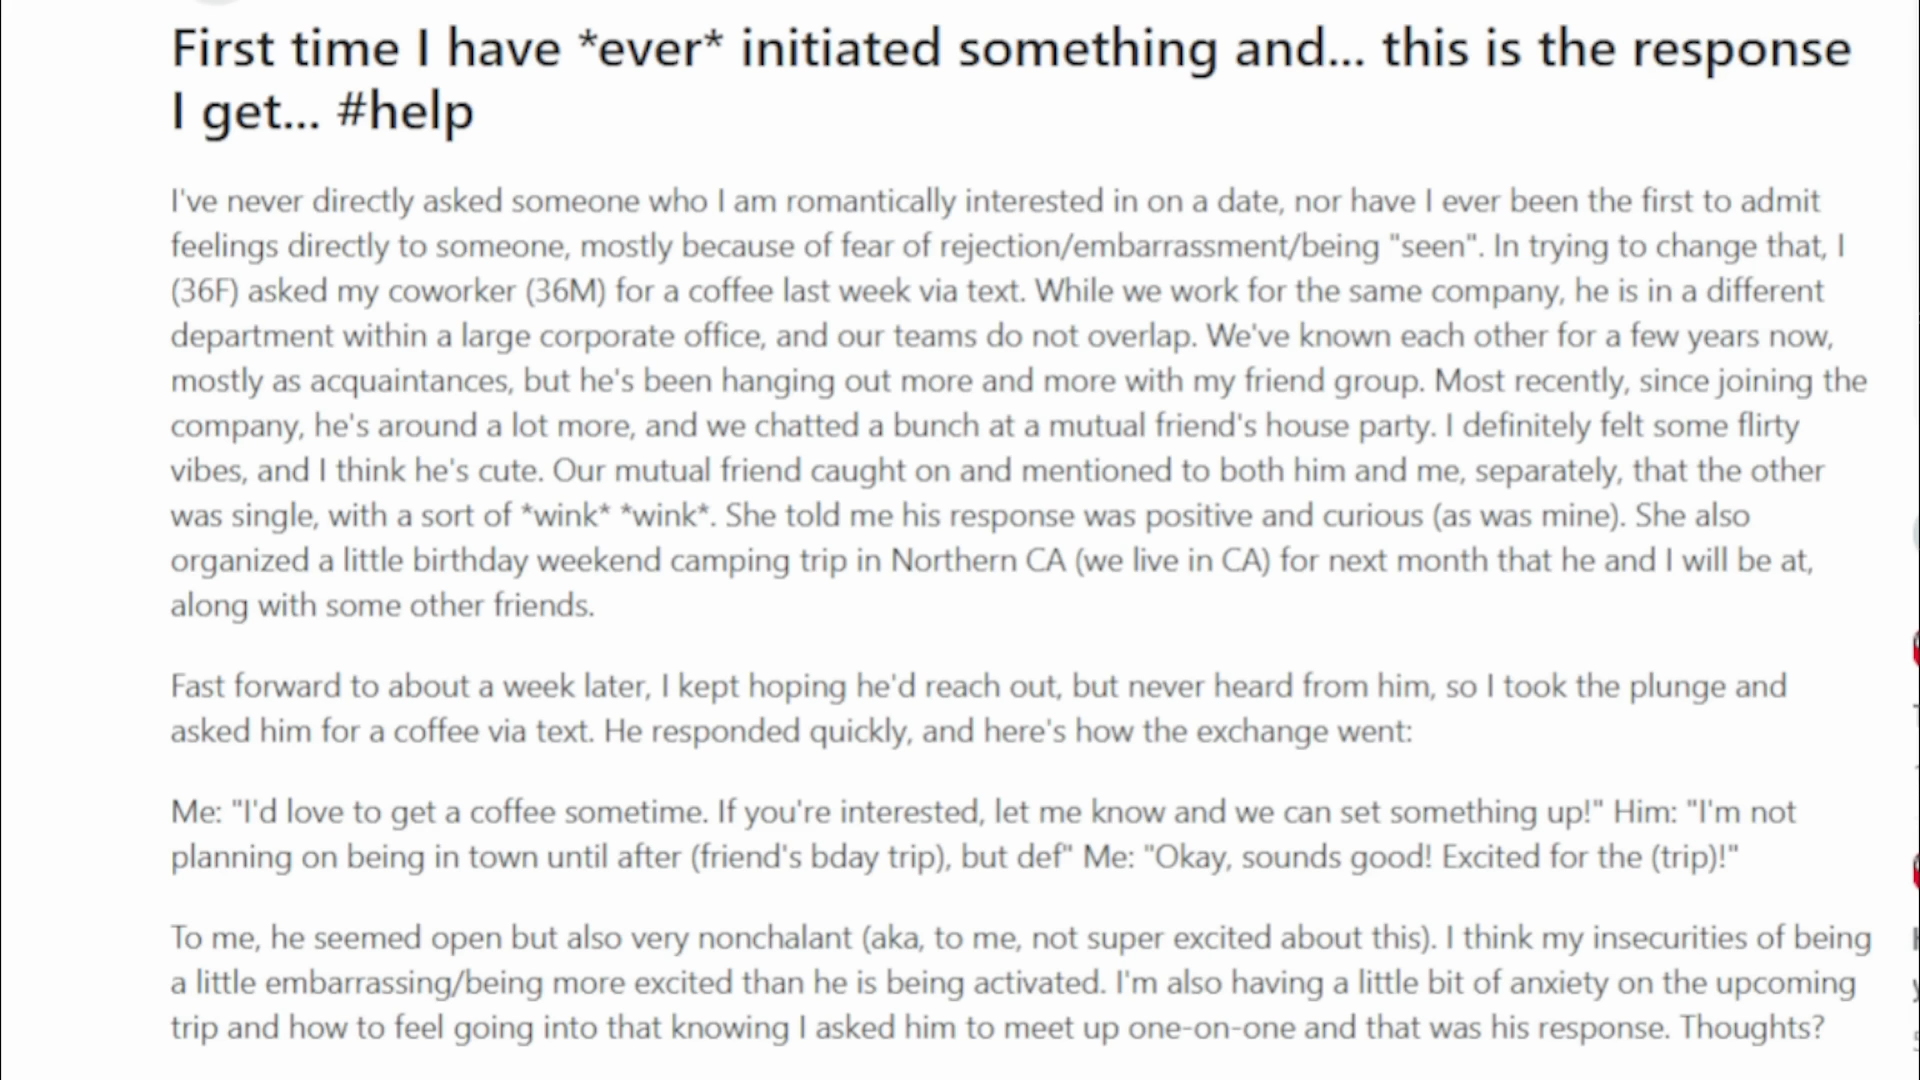 First time I have *ever* initiated something and... this is the response
I get... #help
I've never directly asked someone who I am romantically interested in on a date, nor have I ever been the first to admit
feelings directly to someone, mostly because of fear of rejection/embarrassment/being "seen". In trying to change that, I
(36F) asked my coworker (36M) for a coffee last week via text. While we work for the same company, he is in a different
department within a large corporate office, and our teams do not overlap. We've known each other for a few years now,
mostly as acquaintances, but he's been hanging out more and more with my friend group. Most recently, since joining the
company, he's around a lot more, and we chatted a bunch at a mutual friend's house party. I definitely felt some flirty
vibes, and I think he's cute. Our mutual friend caught on and mentioned to both him and me, separately, that the other
was single, with a sort of *wink* *wink*. She told me his response was positive and curious (as was mine). She also
organized a little birthday weekend camping trip in Northern CA (we live in CA) for next month that he and I will be at,
along with some other friends.
Fast forward to about a week later, I kept hoping he'd reach out, but never heard from him, so I took the plunge and
asked him for a coffee via text. He responded quickly, and here's how the exchange went:
Me: "I'd love to get a coffee sometime. If you're interested, let me know and we can set something up!" Him: "I'm not
planning on being in town until after (friend's bday trip), but def" Me: "Okay, sounds good! Excited for the (trip)!"
To me, he seemed open but also very nonchalant (aka, to me, not super excited about this). I think my insecurities of being
a little embarrassing/being more excited than he is being activated. I'm also having a little bit of anxiety on the upcoming
trip and how to feel going into that knowing I asked him to meet up one-on-one and that was his response. Thoughts?